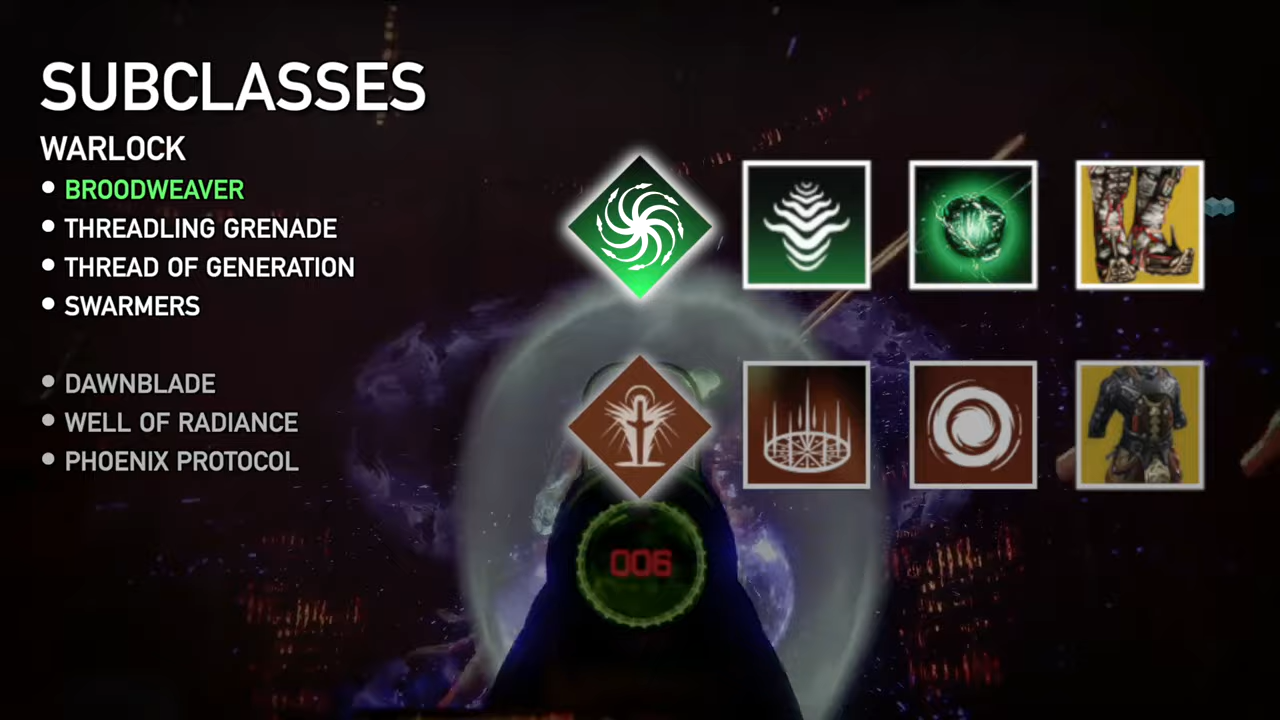 SUBCLASSES
WARLOCK
• BROODWEAVER
• THREADLING GRENADE
• THREAD OF GENERATION
• SWARMERS
• DAWNBLADE
• WELL OF RADIANCE
• PHOENIX PROTOCOL
006